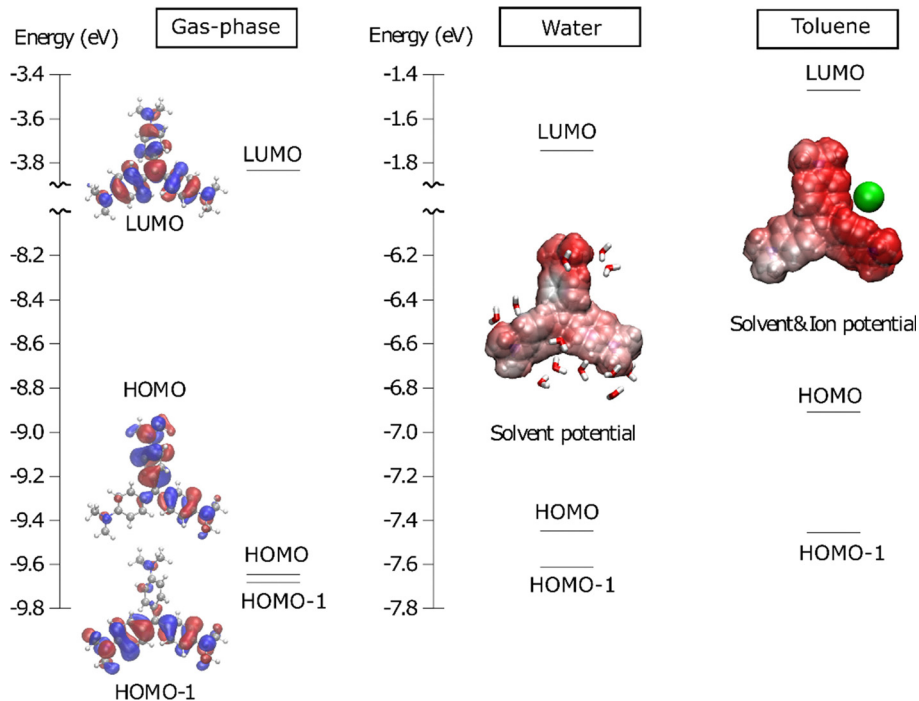 Energy (eV)
Gas-phase
-3.4
-3.6
-3.8
-8.2
-8.4
-8.6
-8.8
-9.0
-9.2
-9.4
-9.6
-9.8
LUMO
LUMO
HOMO
HOMO
HOMO-1
HOMO-1
Energy (eV)
Water
-1.4
-1.6
-1.8
-6.2
-6.4
-6.6
-6.8
-7.0
-7.2
-7.4
-7.6
-7.8
LUMO
Solvent potential
HOMO
HOMO-1
Toluene
LUMO
Solvent&Ion potential
HOMO
HOMO-1